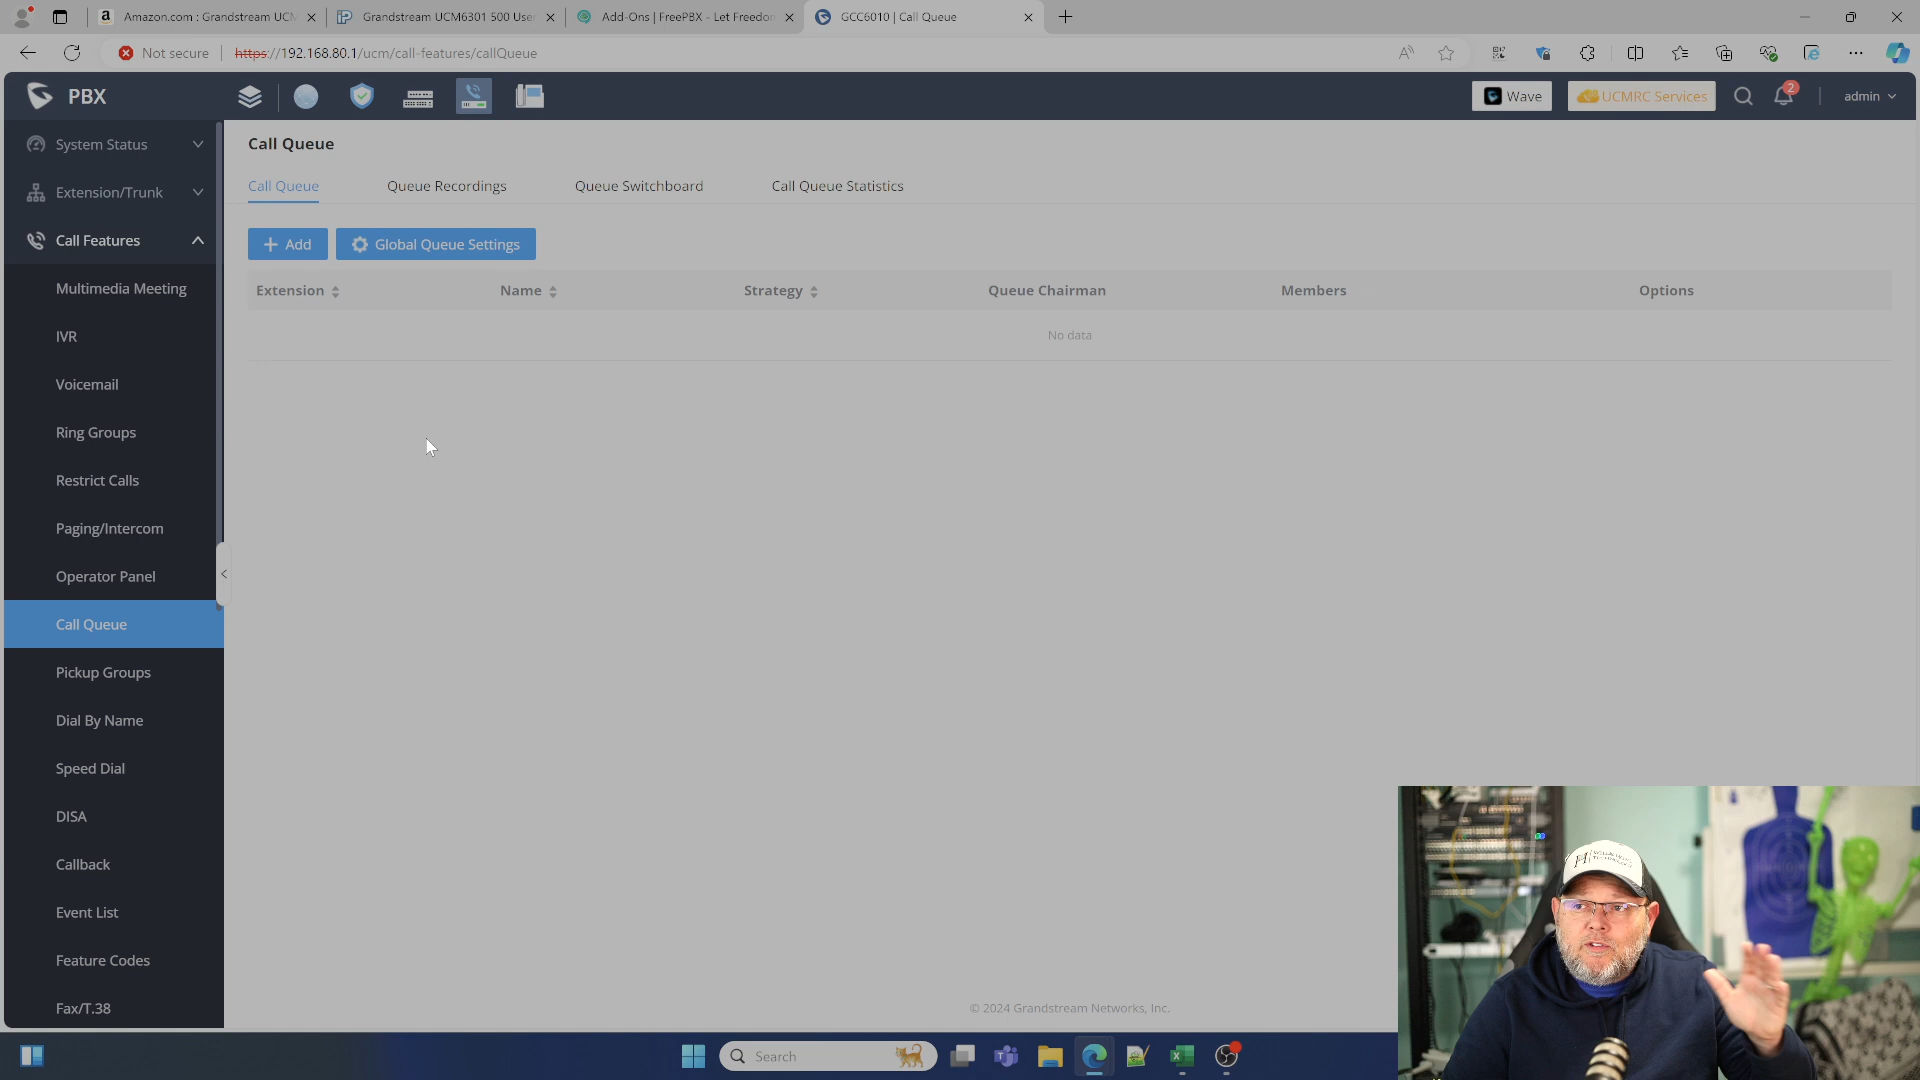 Amazon.com : Grandstream UCM
Grandstream UCM6301 500 User
Add-Ons | FreePBX - Let Freedom
GCC6010 | Call Queue
Not secure
https://192.168.80.1/ucm/call-features/callQueue
PBX
Wave
UCMRC Services
2
admin
System Status
Extension/Trunk
Call Features
Multimedia Meeting
IVR
Voicemail
Ring Groups
Restrict Calls
Paging/Intercom
Operator Panel
Call Queue
Pickup Groups
Dial By Name
Speed Dial
DISA
Callback
Event List
Feature Codes
Fax/T.38
Call Queue
Call Queue Queue Recordings Queue Switchboard Call Queue Statistics
+ Add Global Queue Settings
Extension Name Strategy Queue Chairman Members Options
No data
© 2024 Grandstream Networks, Inc.
Search